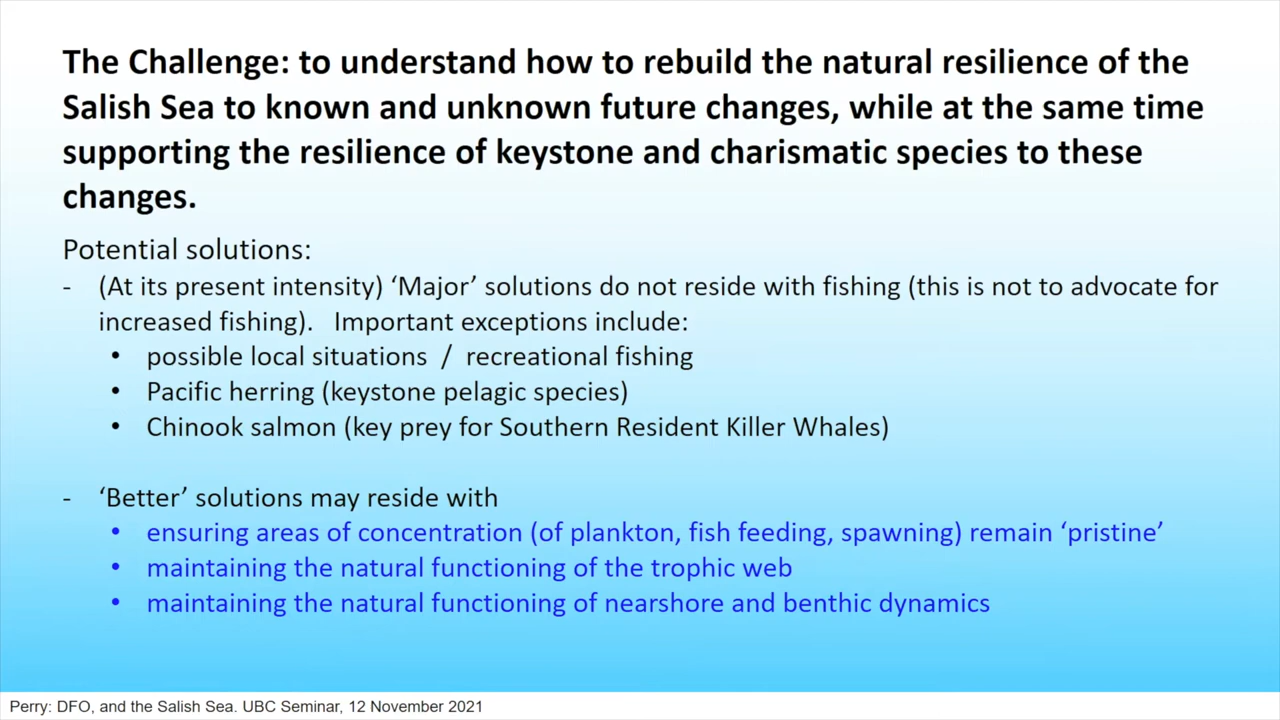 The Challenge: to understand how to rebuild the natural resilience of the
Salish Sea to known and unknown future changes, while at the same time
supporting the resilience of keystone and charismatic species to these
changes.
Potential solutions:
- (At its present intensity) ‘Major’ solutions do not reside with fishing (this is not to advocate for
increased fishing). Important exceptions include:
• possible local situations / recreational fishing
• Pacific herring (keystone pelagic species)
• Chinook salmon (key prey for Southern Resident Killer Whales)
- ‘Better’ solutions may reside with
• ensuring areas of concentration (of plankton, fish feeding, spawning) remain ‘pristine’
• maintaining the natural functioning of the trophic web
• maintaining the natural functioning of nearshore and benthic dynamics
Perry: DFO, and the Salish Sea. UBC Seminar, 12 November 2021